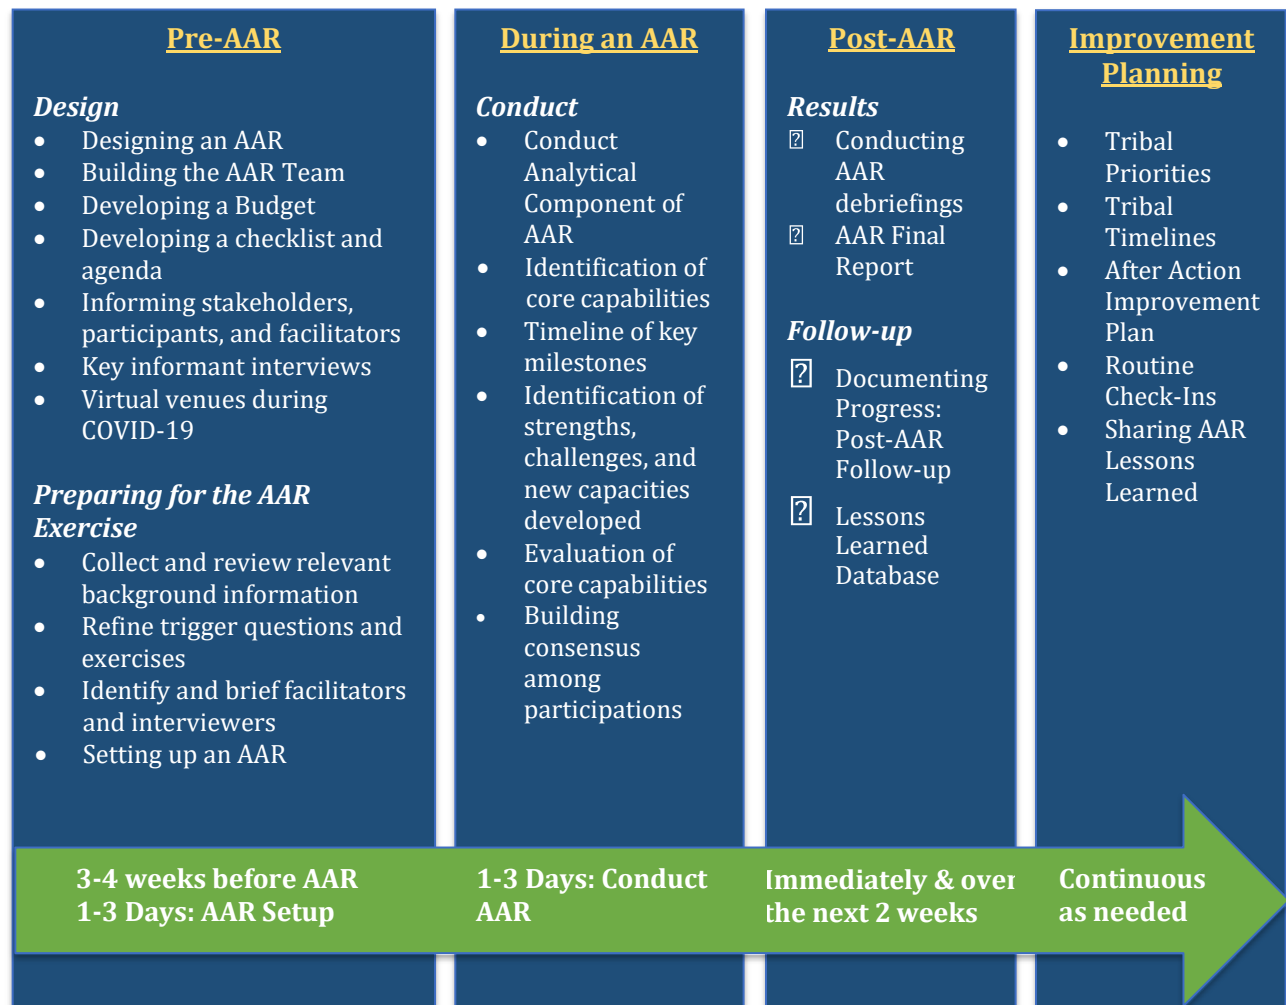 Pre-AAR
Design
• Designing an AAR
• Building the AAR Team
• Developing a Budget
• Developing a checklist and
agenda
• Informing stakeholders,
participants, and facilitators
• Key informant interviews
• Virtual venues during
COVID-19
Preparing for the AAR
Exercise
• Collect and review relevant
background information
• Refine trigger questions and
exercises
• Identify and brief facilitators
and interviewers
• Setting up an AAR
3-4 weeks before AAR
1-3 Days: AAR Setup
During an AAR
Conduct
• Conduct
Analytical
Component of
AAR
• Identification of
core capabilities
• Timeline of key
milestones
• Identification of
strengths,
challenges, and
new capacities
developed
• Evaluation of
core capabilities
• Building
consensus
among
participations
1-3 Days: Conduct
AAR
Post-AAR
Results
⍰ Conducting
AAR
debriefings
⍰ AAR Final
Report
Follow-up
⍰ Documenting
Progress:
Post-AAR
Follow-up
⍰ Lessons
Learned
Database
Immediately & over
the next 2 weeks
Improvement
Planning
• Tribal
Priorities
• Tribal
Timelines
• After Action
Improvement
Plan
• Routine
Check-Ins
• Sharing AAR
Lessons
Learned
Continuous
as needed